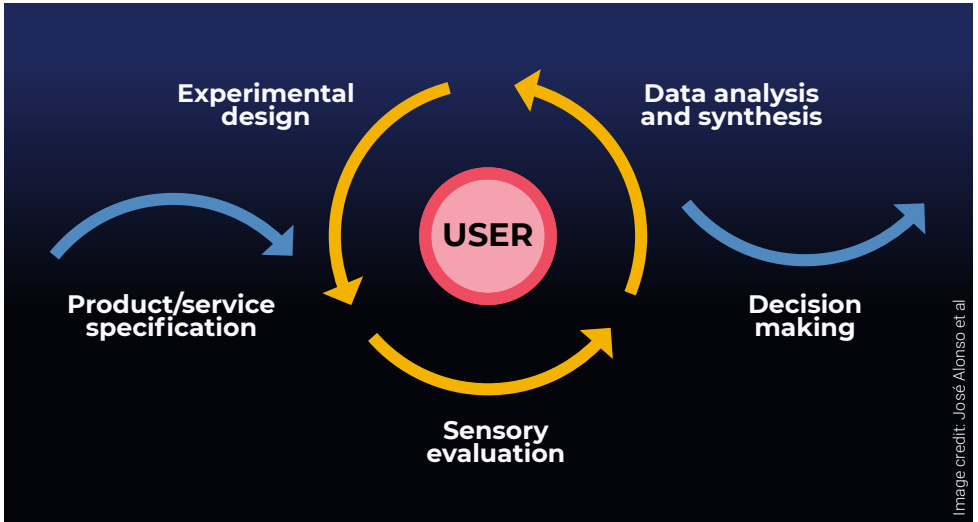 Experimental
design
Data analysis
and synthesis
USER
Product/service
specification
Decision
making
Sensory
evaluation
Image credit: José Alonso et al